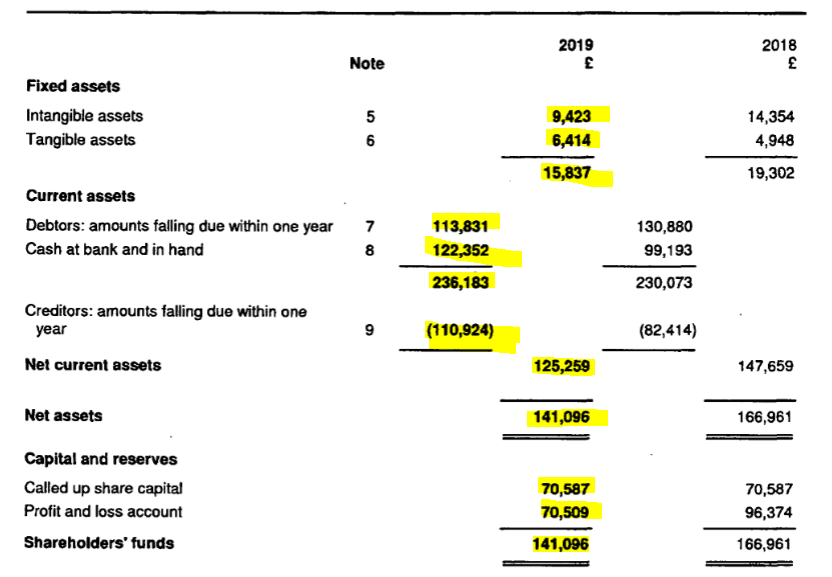 2019 2018
Note £ £
Fixed assets
Intangible assets 5 9,423 14,354
Tangible assets 6 6,414 4,948
15,837 19,302
Current assets
Debtors: amounts falling due within one year 7 113,831 130,880
Cash at bank and in hand 8 122,352 99,193
236,183 230,073
Creditors: amounts falling due within one
year 9 (110,924) (82,414)
Net current assets 125,259 147,659
Net assets 141,096 166,961
Capital and reserves
Called up share capital 70,587 70,587
Profit and loss account 70,509 96,374
Shareholders' funds 141,096 166,961